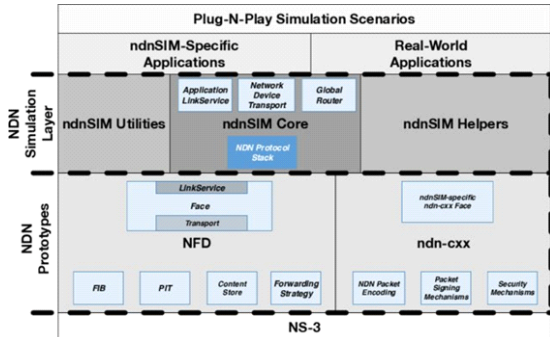 Plug-N-Play Simulation Scenarios
ndnSIM-Specific
Applications
Real-World
Applications
NDN
Simulation
Layer
ndnSIM Utilities
Application
LinkService
Network
Device
Transport
Global
Router
ndnSIM Core
NDN Protocol
Stack
ndnSIM Helpers
NDN
Prototypes
LinkService
Face
Transport
NFD
FIB
PIT
Content
Store
Forwarding
Strategy
ndnSIM-specific
ndn-cxx Face
ndn-cxx
NDN Packet
Encoding
Packet
Signing
Mechanisms
Security
Mechanisms
NS-3